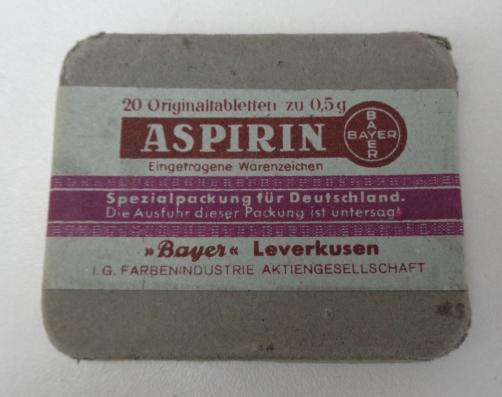 20 Originaltabletten zu 0,5 g
ASPIRIN
BAYER
BAYER
Eingetragene Warenzeichen
Spezialpackung für Deutschland.
Die Ausfuhr dieser Packung ist untersagt
»Bayer« Leverkusen
I. G. FARBENINDUSTRIE AKTIENGESELLSCHAFT